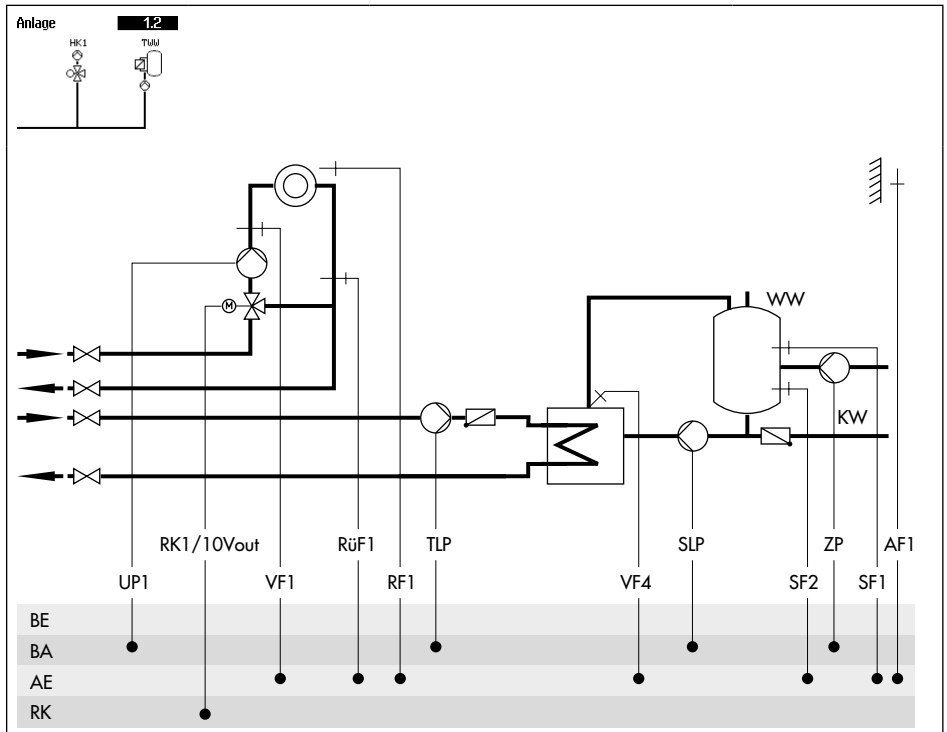 Anlage 1.2
HK1 TWW
M
WW
KW
RK1/10Vout RüF1 TLP SLP ZP AF1
UP1 VF1 RF1 VF4 SF2 SF1
BE
BA
AE
RK